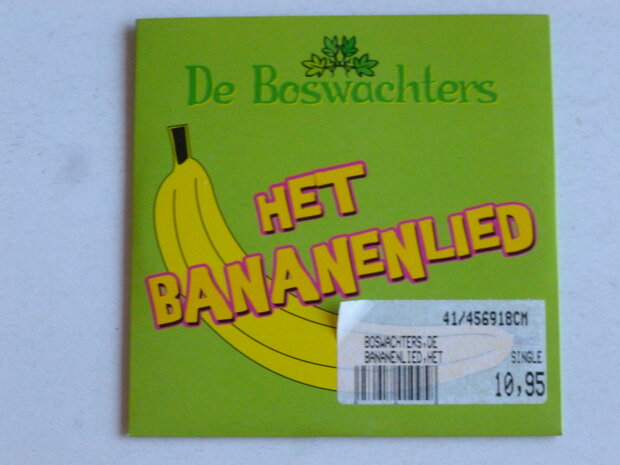 De Boswachters
HET
BANANENLIED
41/456918CM
BOSWACHTERS,DE
BANANENLIED,HET SINGLE
10,95